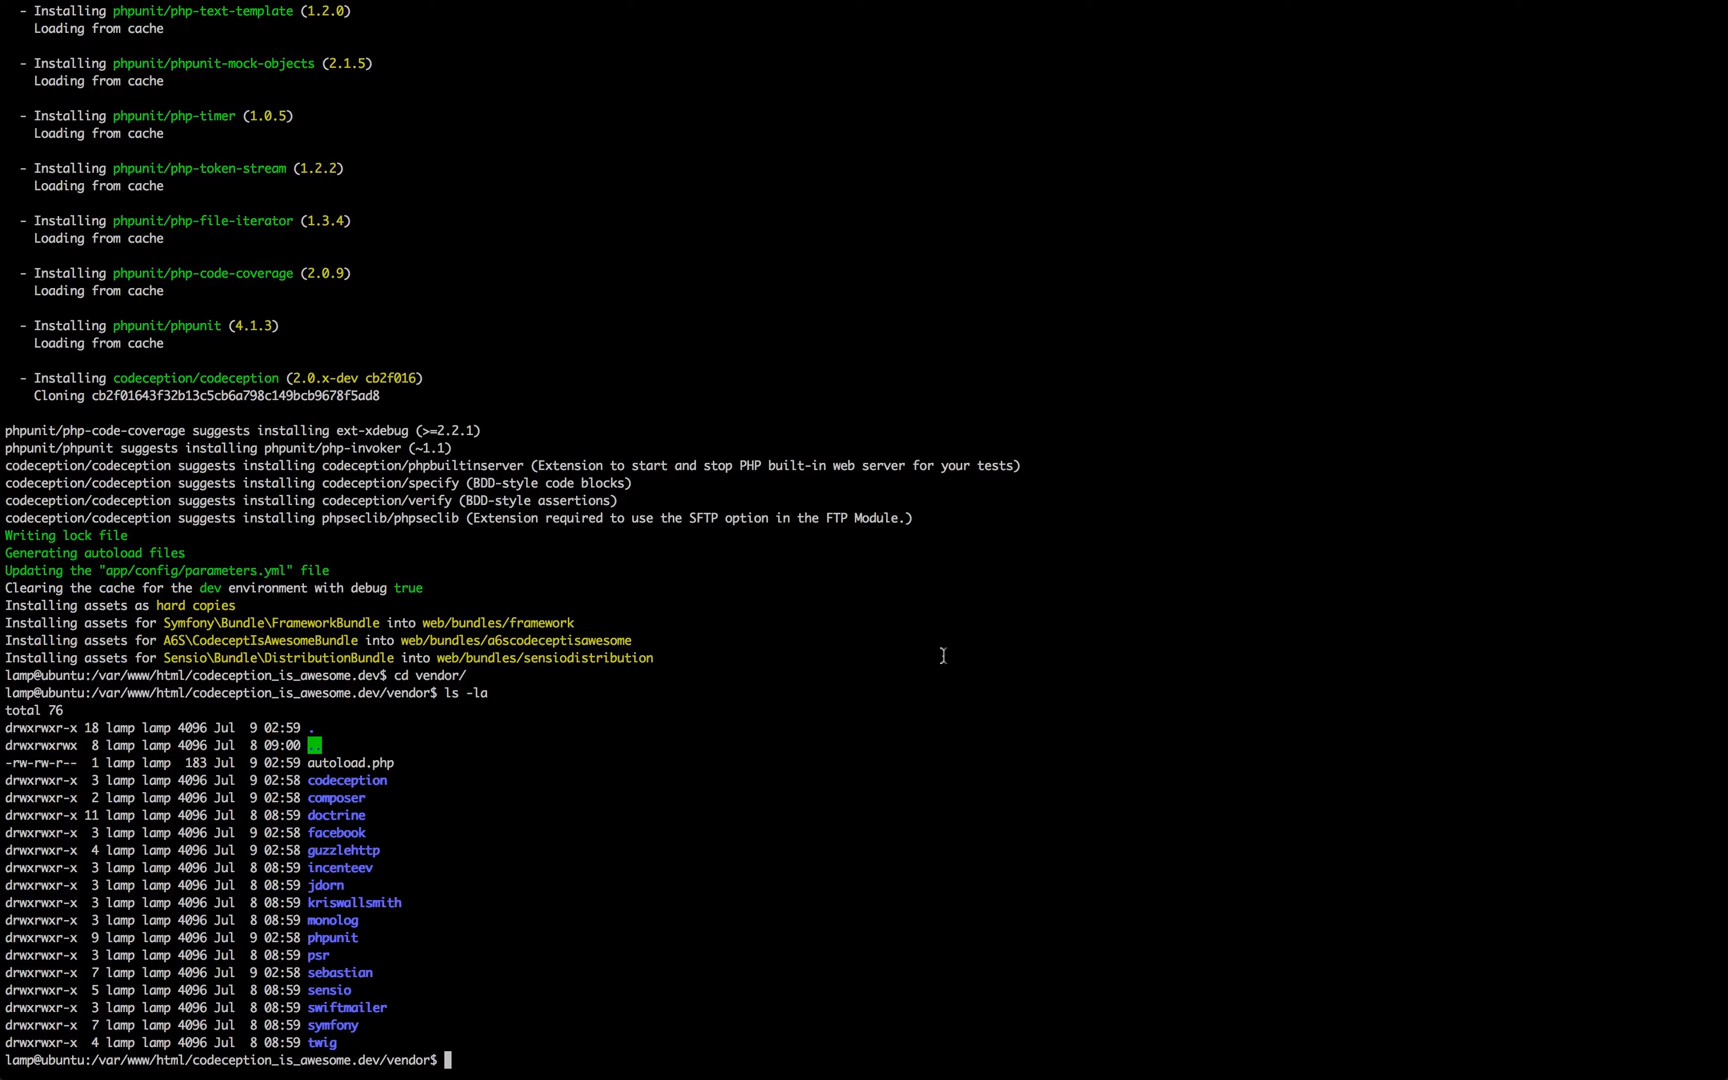 - Installing phpunit/php-text-template (1.2.0)
Loading from cache
- Installing phpunit/phpunit-mock-objects (2.1.5)
Loading from cache
- Installing phpunit/php-timer (1.0.5)
Loading from cache
- Installing phpunit/php-token-stream (1.2.2)
Loading from cache
- Installing phpunit/php-file-iterator (1.3.4)
Loading from cache
- Installing phpunit/php-code-coverage (2.0.9)
Loading from cache
- Installing phpunit/phpunit (4.1.3)
Loading from cache
- Installing codeception/codeception (2.0.x-dev cb2f016)
Cloning cb2f01643f32b13c5cb6a798c149bcb9678f5ad8
phpunit/php-code-coverage suggests installing ext-xdebug (>=2.2.1)
phpunit/phpunit suggests installing phpunit/php-invoker (~1.1)
codeception/codeception suggests installing codeception/phpbuiltinserver (Extension to start and stop PHP built-in web server for your tests)
codeception/codeception suggests installing codeception/specify (BDD-style code blocks)
codeception/codeception suggests installing codeception/verify (BDD-style assertions)
codeception/codeception suggests installing phpseclib/phpseclib (Extension required to use the SFTP option in the FTP Module.)
Writing lock file
Generating autoload files
Updating the "app/config/parameters.yml" file
Clearing the cache for the dev environment with debug true
Installing assets as hard copies
Installing assets for Symfony\Bundle\FrameworkBundle into web/bundles/framework
Installing assets for A6S\CodeceptIsAwesomeBundle into web/bundles/a6scodeceptisawesome
Installing assets for Sensio\Bundle\DistributionBundle into web/bundles/sensiodistribution
lamp@ubuntu:/var/www/html/codeception_is_awesome.dev$ cd vendor/
lamp@ubuntu:/var/www/html/codeception_is_awesome.dev/vendor$ ls -la
total 76
drwxrwxr-x 18 lamp lamp 4096 Jul  9 02:59 .
drwxrwxrwx  8 lamp lamp 4096 Jul  8 09:00 ..
-rw-rw-r--  1 lamp lamp  183 Jul  9 02:59 autoload.php
drwxrwxr-x  3 lamp lamp 4096 Jul  9 02:58 codeception
drwxrwxr-x  2 lamp lamp 4096 Jul  9 02:58 composer
drwxrwxr-x 11 lamp lamp 4096 Jul  8 08:59 doctrine
drwxrwxr-x  3 lamp lamp 4096 Jul  9 02:58 facebook
drwxrwxr-x  4 lamp lamp 4096 Jul  9 02:58 guzzlehttp
drwxrwxr-x  3 lamp lamp 4096 Jul  8 08:59 incenteev
drwxrwxr-x  3 lamp lamp 4096 Jul  8 08:59 jdorn
drwxrwxr-x  3 lamp lamp 4096 Jul  8 08:59 kriswallsmith
drwxrwxr-x  3 lamp lamp 4096 Jul  8 08:59 monolog
drwxrwxr-x  9 lamp lamp 4096 Jul  9 02:58 phpunit
drwxrwxr-x  3 lamp lamp 4096 Jul  8 08:59 psr
drwxrwxr-x  7 lamp lamp 4096 Jul  9 02:58 sebastian
drwxrwxr-x  5 lamp lamp 4096 Jul  8 08:59 sensio
drwxrwxr-x  3 lamp lamp 4096 Jul  8 08:59 swiftmailer
drwxrwxr-x  7 lamp lamp 4096 Jul  8 08:59 symfony
drwxrwxr-x  4 lamp lamp 4096 Jul  8 08:59 twig
lamp@ubuntu:/var/www/html/codeception_is_awesome.dev/vendor$